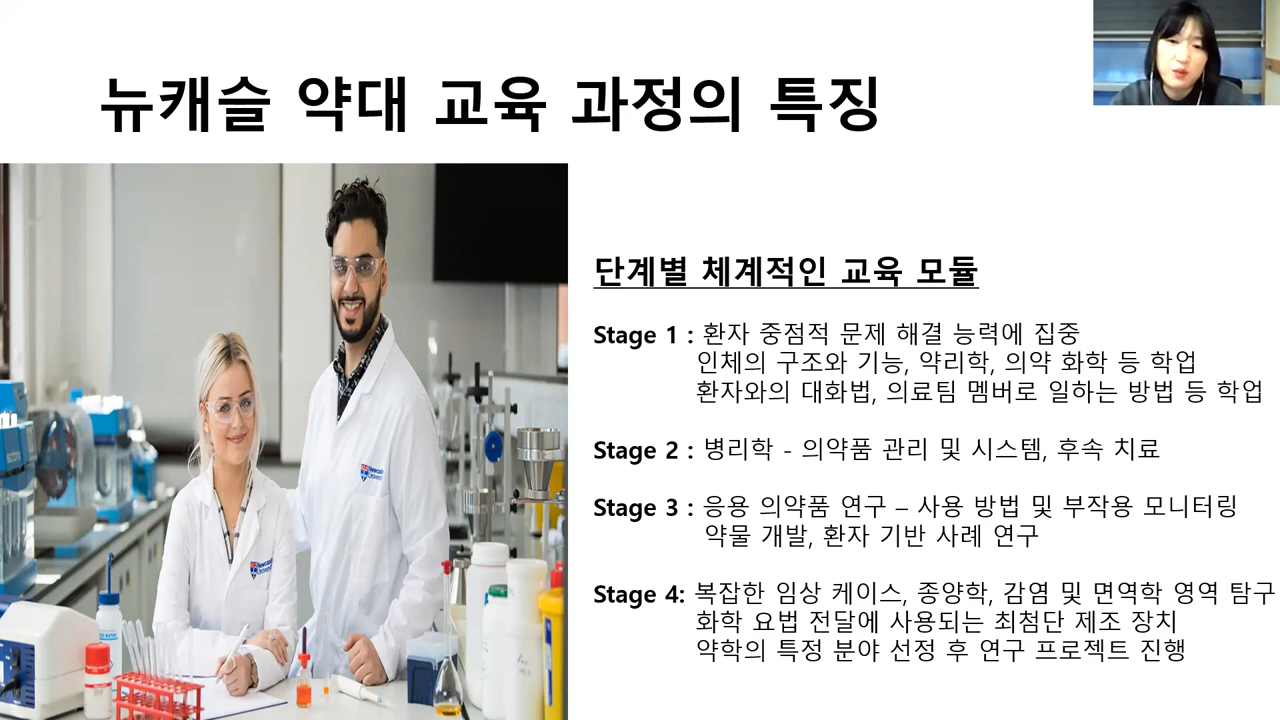 뉴캐슬 약대 교육 과정의 특징
단계별 체계적인 교육 모듈
Stage 1 : 환자 중점적 문제 해결 능력에 집중
인체의 구조와 기능, 약리학, 의약 화학 등 학업
환자와의 대화법, 의료팀 멤버로 일하는 방법 등 학업
Stage 2 : 병리학 - 의약품 관리 및 시스템, 후속 치료
Stage 3 : 응용 의약품 연구 – 사용 방법 및 부작용 모니터링
약물 개발, 환자 기반 사례 연구
Stage 4: 복잡한 임상 케이스, 종양학, 감염 및 면역학 영역 탐구
화학 요법 전달에 사용되는 최첨단 제조 장치
약학의 특정 분야 선정 후 연구 프로젝트 진행
Newcastle
University
Newcastle
University